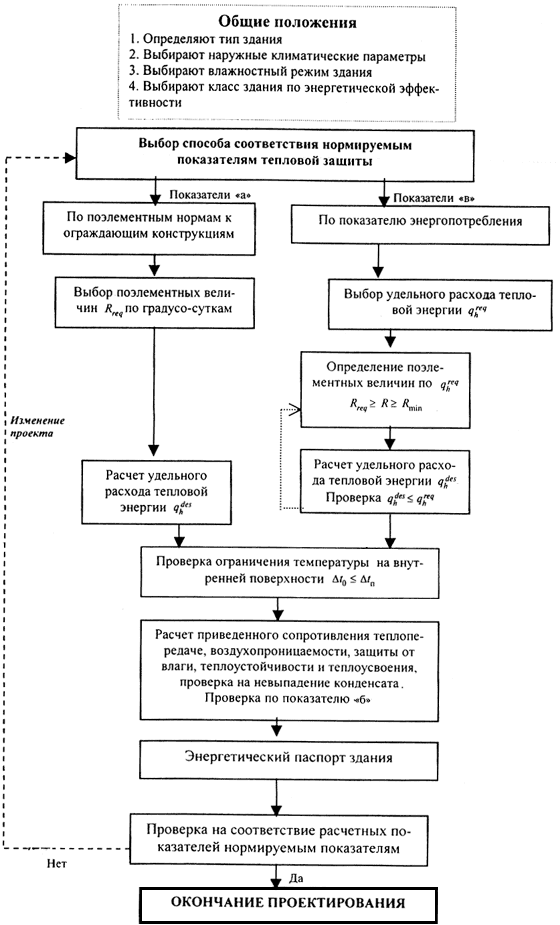 Общие положения
1. Определяют тип здания
2. Выбирают наружные климатические параметры
3. Выбирают влажностный режим здания
4. Выбирают класс здания по энергетической эффек-
тивности
Выбор способа соответствия нормируемым
показателям тепловой защиты
Показатели «а»
Показатели «в»
По поэлементным нормам к
ограждающим конструкциям
По показателю энергопотребления
Выбор поэлементных вели-
чин R_req по градусо-суткам
Выбор удельного расхода тепло-
вой энергии q_h^req
Определение поэле-
ментных величин по q_h^req
R_req ≥ R ≥ R_min
Изменение
проекта
Расчет удельного
расхода тепловой
энергии q_h^des
Расчет удельного расхо-
да тепловой энергии q_h^des
Проверка q_h^des ≤ q_h^req
Проверка ограничения температуры на внут-
ренней поверхности Δt₀ ≤ Δtₙ
Расчет приведенного сопротивления теплопе-
редаче, воздухопроницаемости, защиты от
влаги, теплоустойчивости и теплоусвоения,
проверка на невыпадение конденсата.
Проверка по показателю «б»
Энергетический паспорт здания
Проверка на соответствие расчетных по-
казателей нормируемым показателям
Нет
Да
ОКОНЧАНИЕ ПРОЕКТИРОВАНИЯ